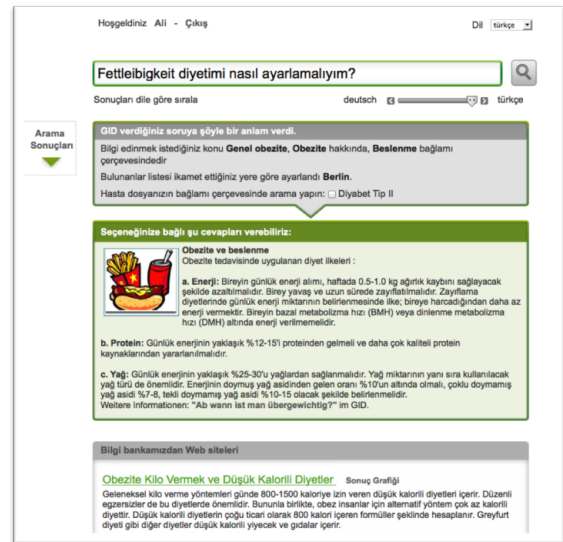 Hoşgeldiniz Ali - Çıkış
Dil türkçe
Fettleibigkeit diyetimi nasıl ayarlamalıyım?
Sonuçları dile göre sırala
deutsch türkçe
Arama
Sonuçları
GID verdiğiniz soruya şöyle bir anlam verdi.
Bilgi edinmek istediğiniz konu Genel obezite, Obezite hakkında, Beslenme bağlamı
çerçevesindedir
Bulunanlar listesi ikamet ettiğiniz yere göre ayarlandı Berlin.
Hasta dosyanızın bağlamı çerçevesinde arama yapın: Diyabet Tip II
Seçeneğinize bağlı şu cevapları verebiliriz:
Obezite ve beslenme
Obezite tedavisinde uygulanan diyet ilkeleri :
a. Enerji: Bireyin günlük enerji alımı, haftada 0.5-1.0 kg ağırlık kaybını sağlayacak
şekilde azaltılmalıdır. Birey yavaş ve uzun sürede zayıflatılmalıdır. Zayıflama
diyetlerinde günlük enerji miktarının belirlenmesinde ilke; bireye harcadığından daha az
enerji vermektir. Bireyin bazal metabolizma hızı (BMH) veya dinlenme metabolizma
hızı (DMH) altında enerji verilmemelidir.
b. Protein: Günlük enerjinin yaklaşık %12-15'i proteinden gelmeli ve daha çok kaliteli protein
kaynaklarından yararlanılmalıdır.
c. Yağ: Günlük enerjinin yaklaşık %25-30'u yağlardan sağlanmalıdır. Yağ miktarının yanı sıra kullanılacak
yağ türü de önemlidir. Enerjinin doymuş yağ asidinden gelen oranı %10'un altında olmalı, çoklu doymamış
yağ asidi %7-8, tekli doymamış yağ asidi %10-15 olacak şekilde belirlenmelidir.
Weitere Informationen: "Ab wann ist man übergewichtig?" im GID.
Bilgi bankamızdan Web siteleri
Obezite Kilo Vermek ve Düşük Kalorili Diyetler Sonuç Grafiği
Geleneksel kilo verme yöntemleri günde 800-1500 kaloriye izin veren düşük kalorili diyetleri içerir. Düzenli
egzersizler de bu diyetlerde önemlidir. Bununla birlikte, obez insanlar için alternatif yöntem çok az kalorili
diyettir. Düşük kalorili diyetlerin çoğu ticari olarak 800 kalori içeren formüller şeklinde hesaplanır. Greyfurt
diyeti gibi diğer diyetler düşük kalorili yiyecek ve gıdalar içerir.